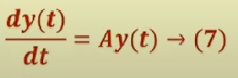 dy(t)/dt = Ay(t) → (7)